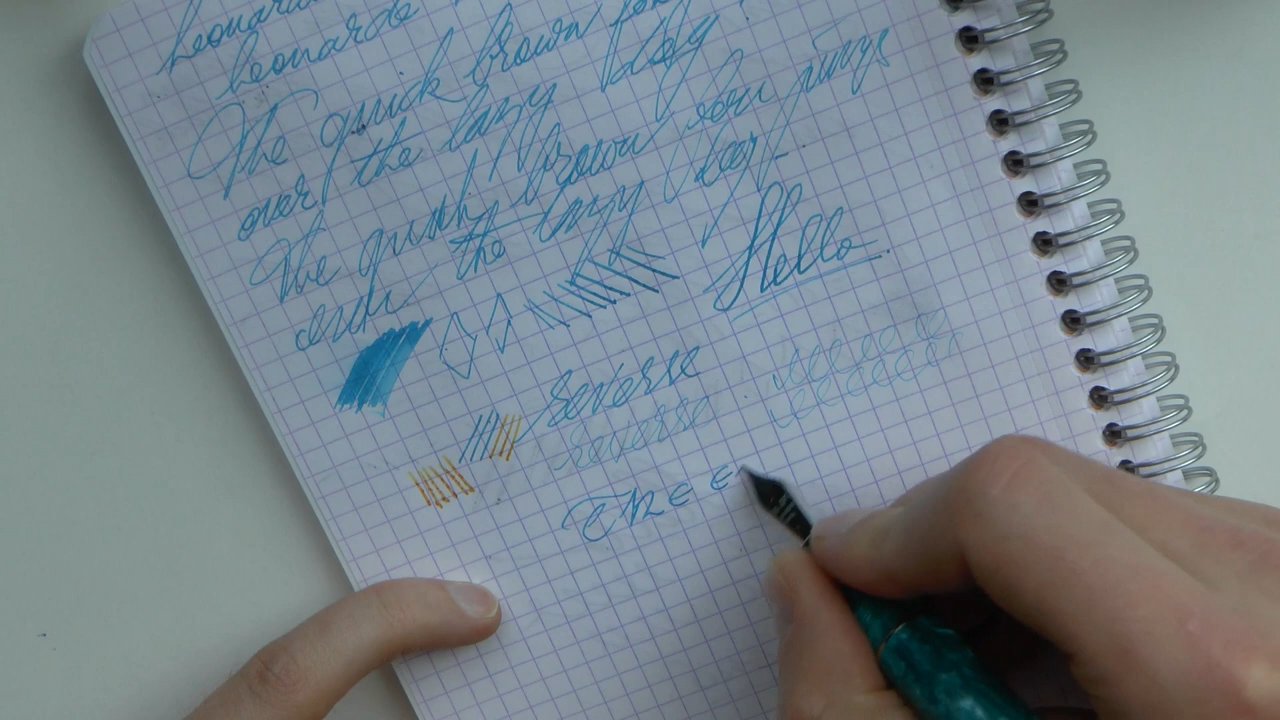 Leonardo
Leonardo
The quick brown fox
over the lazy dog
The quick brown fox jumps
over the lazy dog.
Hello
reverse
reverse